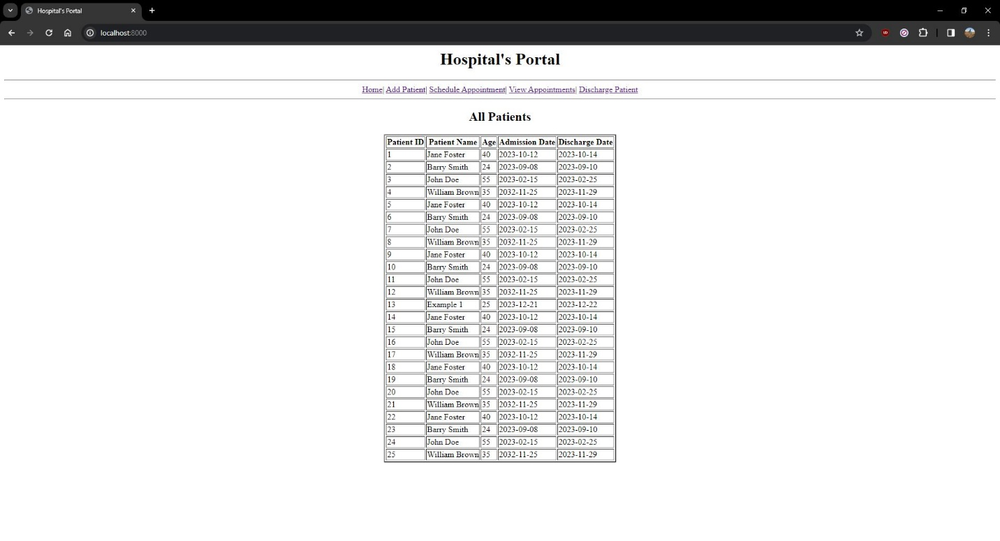 Hospital's Portal
localhost:8000
Hospital's Portal
Home| Add Patient| Schedule Appointment| View Appointments| Discharge Patient
All Patients
Patient ID Patient Name Age Admission Date Discharge Date
1 Jane Foster 40 2023-10-12 2023-10-14
2 Barry Smith 24 2023-09-08 2023-09-10
3 John Doe 55 2023-02-15 2023-02-25
4 William Brown 35 2032-11-25 2023-11-29
5 Jane Foster 40 2023-10-12 2023-10-14
6 Barry Smith 24 2023-09-08 2023-09-10
7 John Doe 55 2023-02-15 2023-02-25
8 William Brown 35 2032-11-25 2023-11-29
9 Jane Foster 40 2023-10-12 2023-10-14
10 Barry Smith 24 2023-09-08 2023-09-10
11 John Doe 55 2023-02-15 2023-02-25
12 William Brown 35 2032-11-25 2023-11-29
13 Example 1 25 2023-12-21 2023-12-22
14 Jane Foster 40 2023-10-12 2023-10-14
15 Barry Smith 24 2023-09-08 2023-09-10
16 John Doe 55 2023-02-15 2023-02-25
17 William Brown 35 2032-11-25 2023-11-29
18 Jane Foster 40 2023-10-12 2023-10-14
19 Barry Smith 24 2023-09-08 2023-09-10
20 John Doe 55 2023-02-15 2023-02-25
21 William Brown 35 2032-11-25 2023-11-29
22 Jane Foster 40 2023-10-12 2023-10-14
23 Barry Smith 24 2023-09-08 2023-09-10
24 John Doe 55 2023-02-15 2023-02-25
25 William Brown 35 2032-11-25 2023-11-29